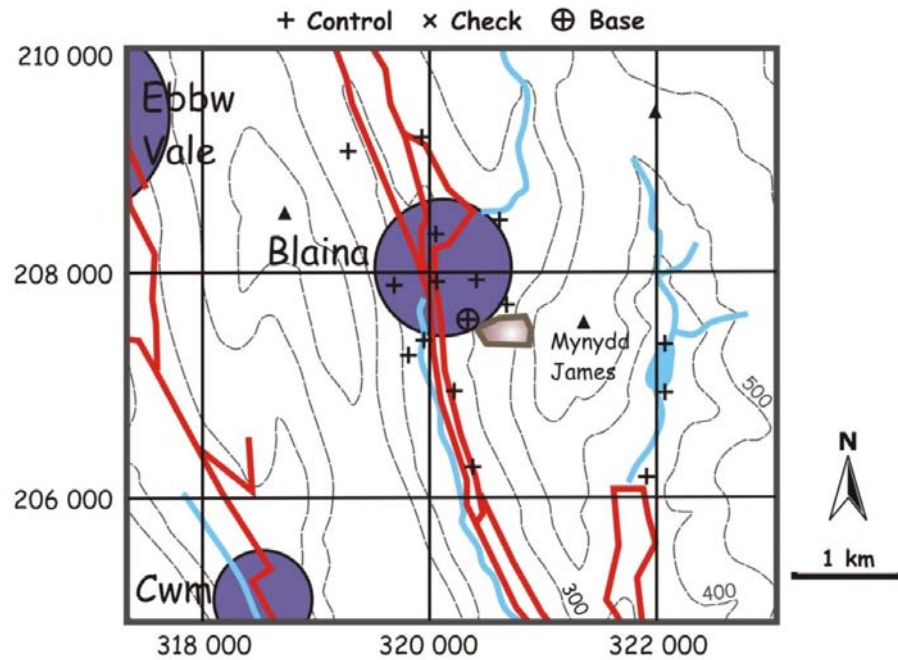 + Control × Check ⊕ Base
210 000
Ebbw
Vale
Blaina
208 000
Mynydd
James
500
N
206 000
1 km
Cwm
300
400
318 000 320 000 322 000